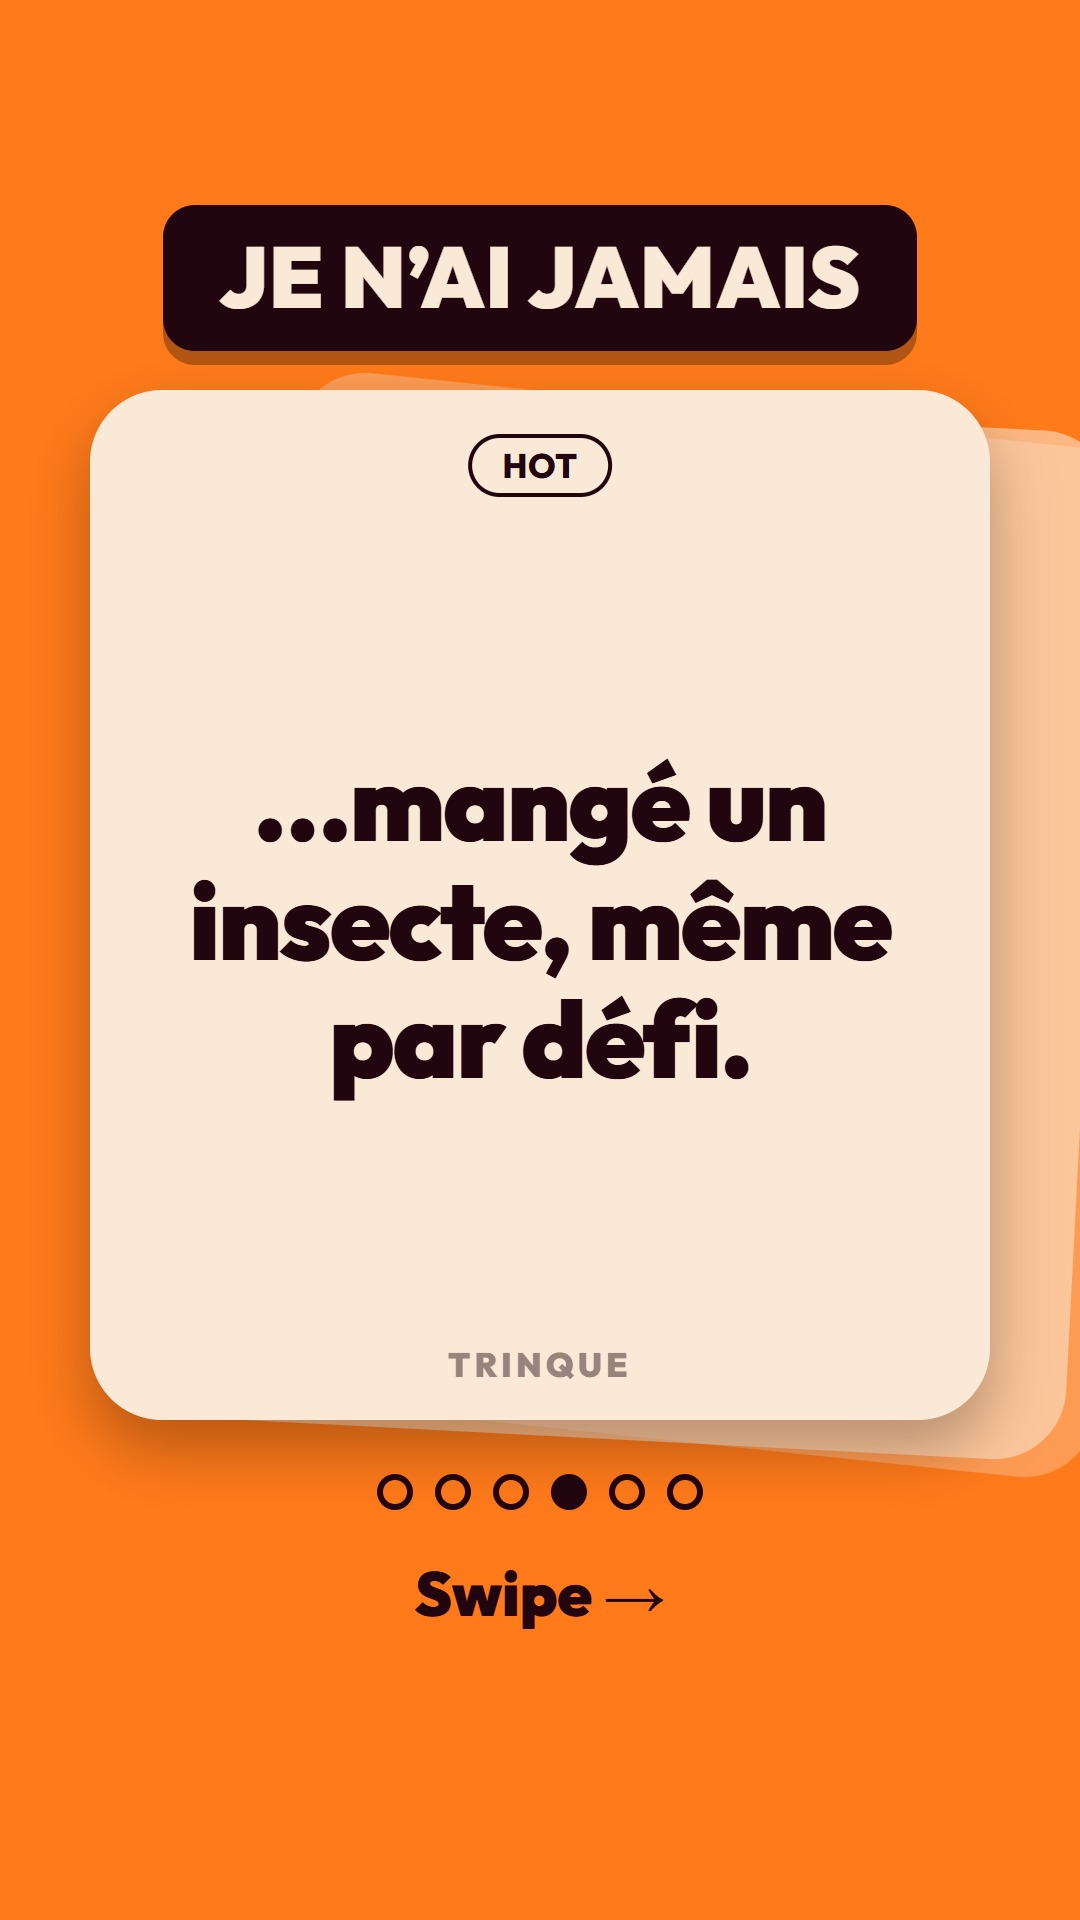 JE N’AI JAMAIS
HOT
...mangé un
insecte, même
par défi.
TRINQUE
Swipe →